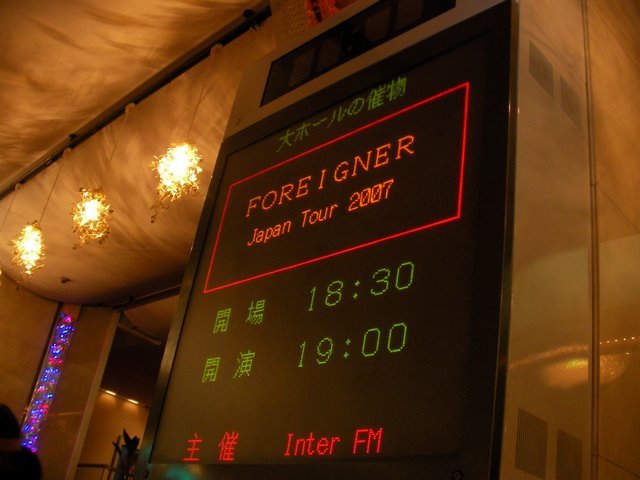 大ホールの催物
FOREIGNER
Japan Tour 2007
開場 18:30
開演 19:00
主催 Inter FM